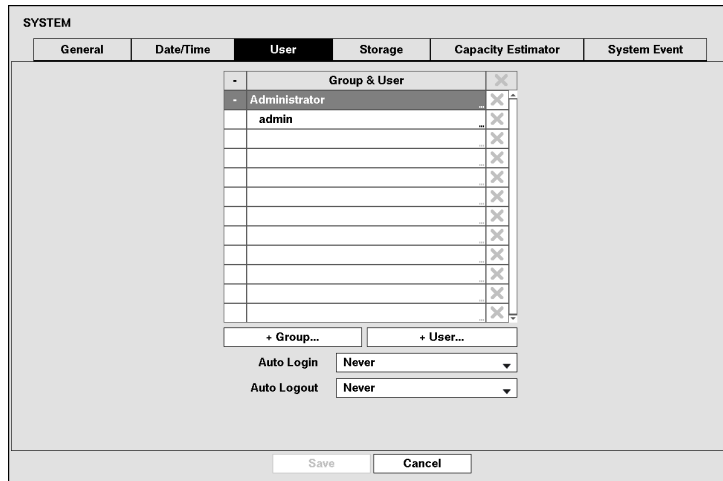 SYSTEM
General Date/Time User Storage Capacity Estimator System Event
- Group & User
- Administrator ...
admin ...
+ Group... + User...
Auto Login Never
Auto Logout Never
Save Cancel